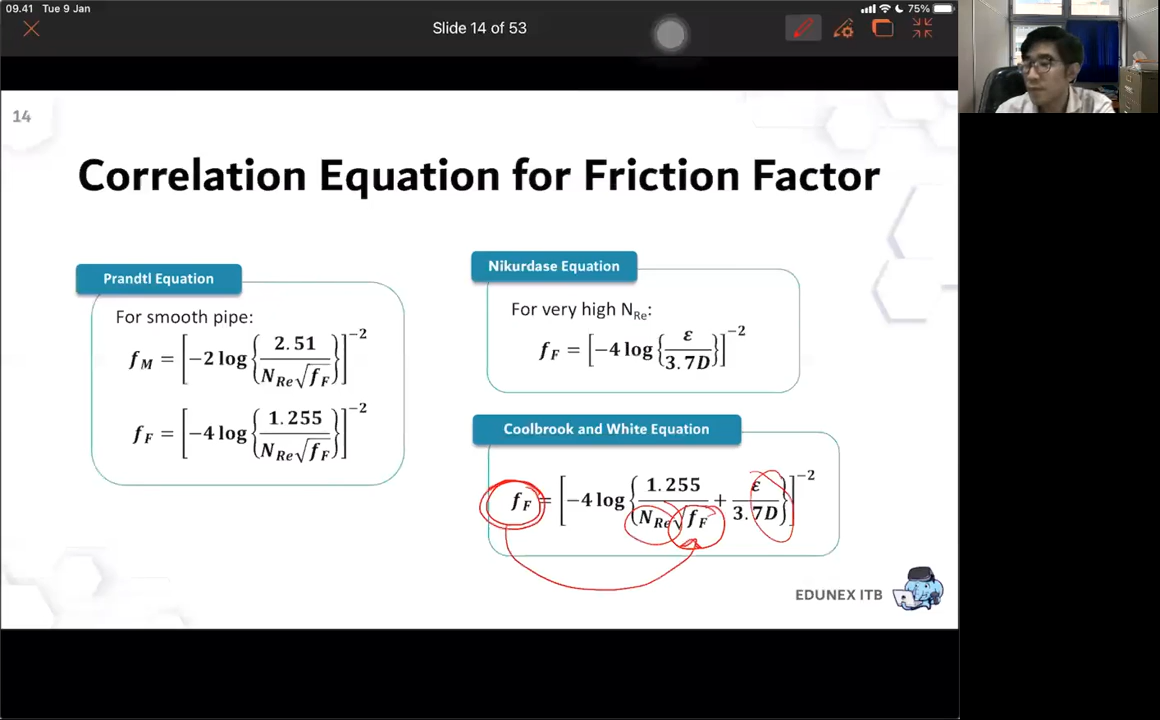 09.41 Tue 9 Jan
75%
Slide 14 of 53
14
Correlation Equation for Friction Factor
Prandtl Equation
For smooth pipe:
f_M = [−2 log {2.51 / (N_Re √f_F)}]^−2
f_F = [−4 log {1.255 / (N_Re √f_F)}]^−2
Nikurdase Equation
For very high N_Re:
f_F = [−4 log {ε / 3.7D}]^−2
Coolbrook and White Equation
f_F = [−4 log {1.255 / (N_Re √f_F) + ε / 3.7D}]^−2
EDUNEX ITB